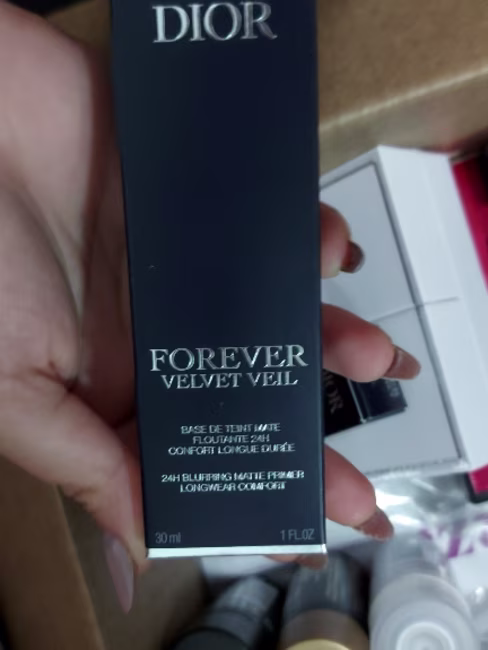 DIOR
FOREVER
VELVET VEIL
BASE DE TEINT MATE
FLOUTANTE 24H
CONFORT LONGUE DURÉE
24H BLURRING MATTE PRIMER
LONGWEAR COMFORT
30 ml 1 FL.OZ
DIOR